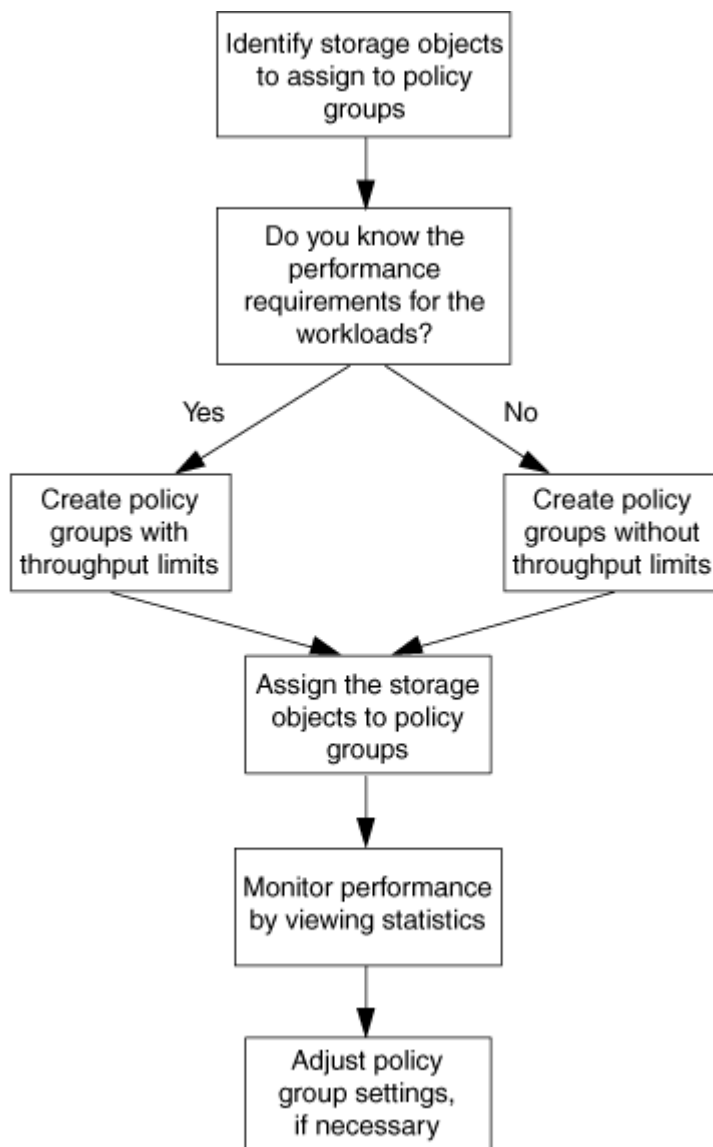 Identify storage objects
to assign to policy
groups
Do you know the
performance
requirements for the
workloads?
Yes
No
Create policy
groups with
throughput limits
Create policy
groups without
throughput limits
Assign the storage
objects to policy
groups
Monitor performance
by viewing statistics
Adjust policy
group settings,
if necessary